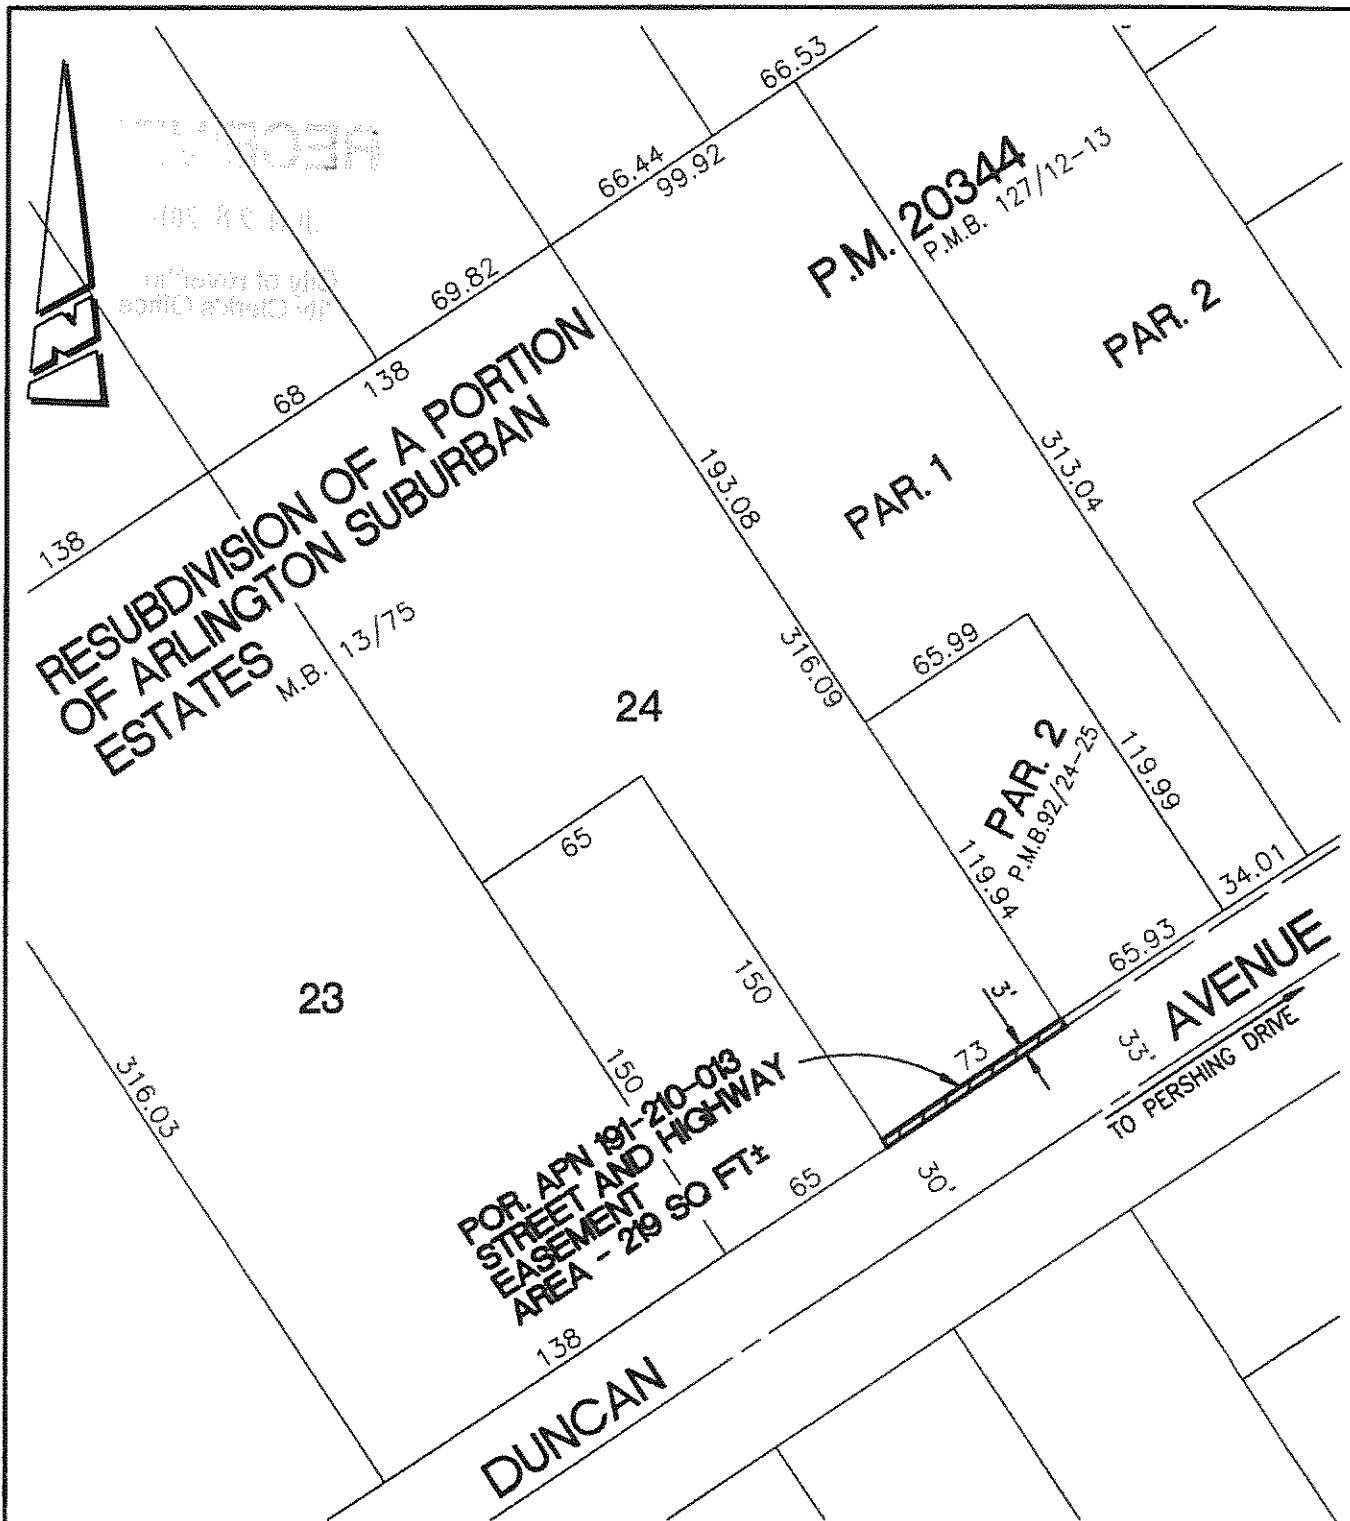 66.53
66.44
99.92
69.82
68
138
138
P.M. 20344
P.M.B. 127/12-13
PAR. 2
RESUBDIVISION OF A PORTION
OF ARLINGTON SUBURBAN
ESTATES
M.B. 13/75
193.08
313.04
PAR. 1
316.09
65.99
24
PAR. 2
P.M.B.92/24-25
119.99
119.94
65
34.01
65.93
23
150
3'
73
AVENUE
33'
TO PERSHING DRIVE
316.03
150
POR. APN 191-210-013
STREET AND HIGHWAY
EASEMENT
AREA - 219 SQ FT±
65
30'
138
DUNCAN
N